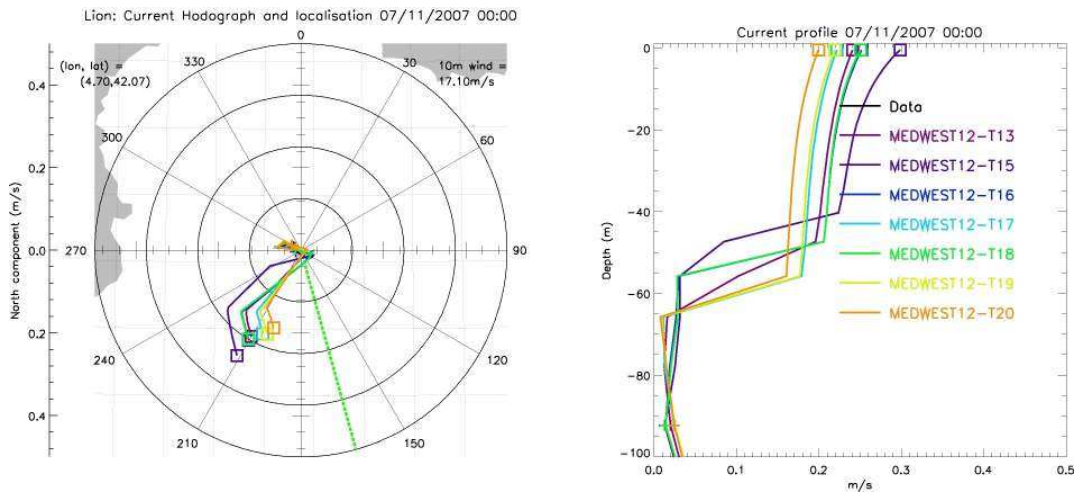 Lion: Current Hodograph and localisation 07/11/2007 00:00
(lon, lat) =
(4.70,42.07)
10m wind =
17.10m/s
0
30
60
90
120
150
210
240
270
300
330
North component (m/s)
0.4
0.2
0.0
0.2
0.4
Current profile 07/11/2007 00:00
Depth (m)
0
-20
-40
-60
-80
-100
Data
MEDWEST12-T13
MEDWEST12-T15
MEDWEST12-T16
MEDWEST12-T17
MEDWEST12-T18
MEDWEST12-T19
MEDWEST12-T20
0.0 0.1 0.2 0.3 0.4 0.5
m/s